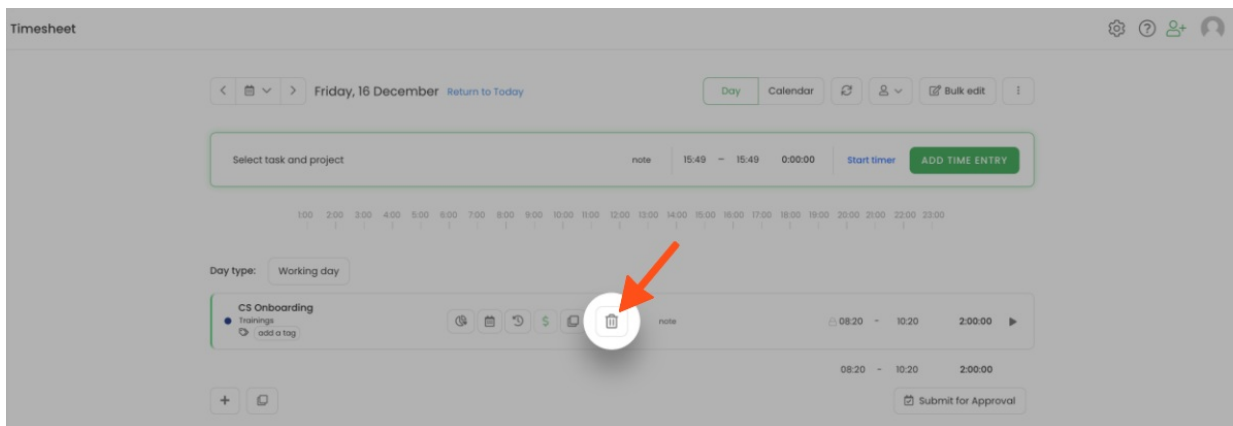 Timesheet
Friday, 16 December Return to Today
Day Calendar Bulk edit
Select task and project note 15:49 – 15:49 0:00:00 Start timer ADD TIME ENTRY
1:00 2:00 3:00 4:00 5:00 6:00 7:00 8:00 9:00 10:00 11:00 12:00 13:00 14:00 15:00 16:00 17:00 18:00 19:00 20:00 21:00 22:00 23:00
Day type: Working day
CS Onboarding
Trainings $ note 08:20 - 10:20 2:00:00
add a tag
08:20 - 10:20 2:00:00
Submit for Approval